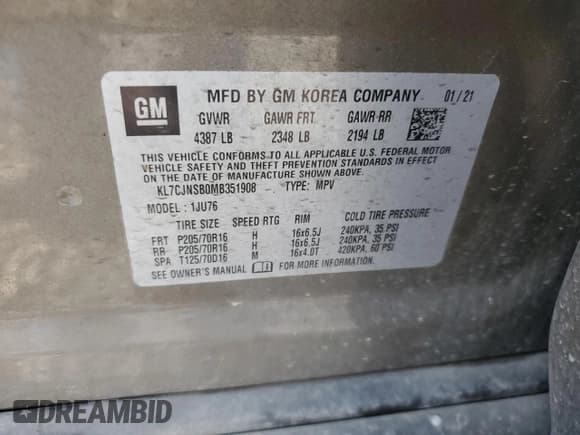 GM
MFD BY GM KOREA COMPANY 01/21
GVWR GAWR FRT GAWR RR
4387 LB 2348 LB 2194 LB
THIS VEHICLE CONFORMS TO ALL APPLICABLE U.S. FEDERAL MOTOR
VEHICLE SAFETY AND THEFT PREVENTION STANDARDS IN EFFECT
ON THE DATE OF MANUFACTURE SHOWN ABOVE.
KL7CJNSB0MB351908 TYPE: MPV
MODEL: 1JU76
TIRE SIZE SPEED RTG RIM COLD TIRE PRESSURE
FRT P205/70R16 H 16x6.5J 240KPA, 35 PSI
RR P205/70R16 H 16x6.5J 240KPA, 35 PSI
SPA T125/70D16 M 16x4.0T 420KPA, 60 PSI
SEE OWNER'S MANUAL FOR MORE INFORMATION.
DREAMBID